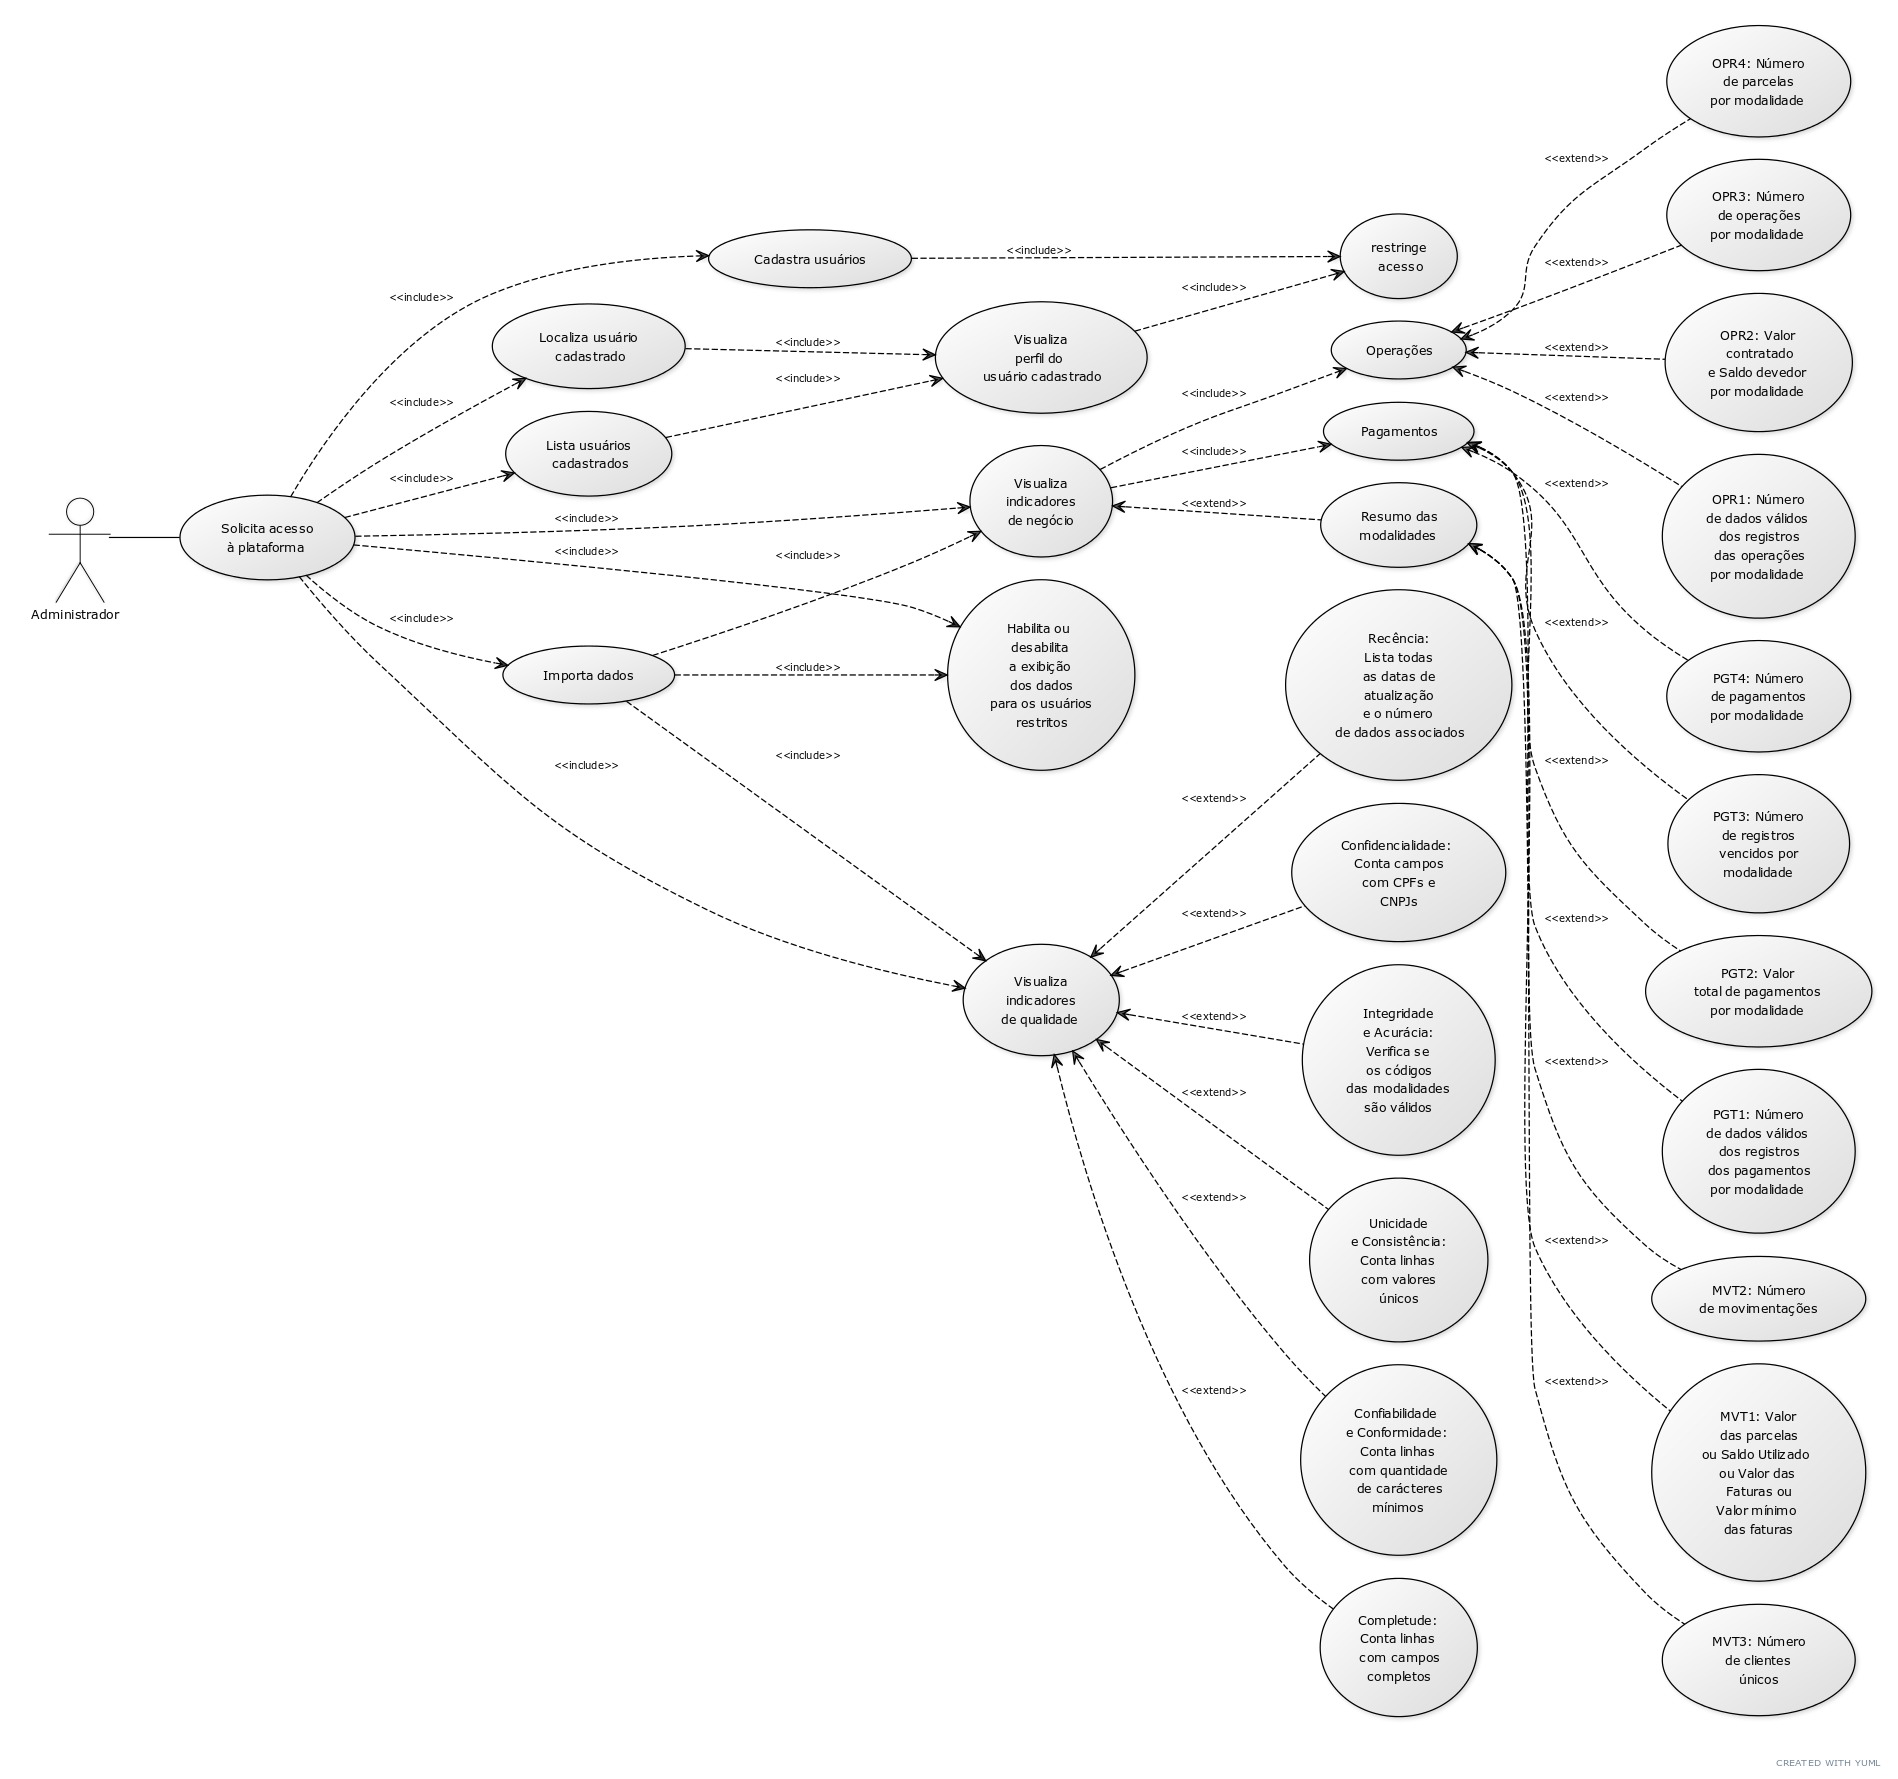 Administrador
Solicita acesso
à plataforma
<<include>>
<<include>>
<<include>>
<<include>>
<<include>>
<<include>>
<<include>>
Cadastra usuários
Localiza usuário
cadastrado
Lista usuários
cadastrados
Importa dados
<<include>>
<<include>>
<<include>>
<<include>>
<<include>>
<<include>>
Visualiza
perfil do
usuário cadastrado
Visualiza
indicadores
de negócio
Habilita ou
desabilita
a exibição
dos dados
para os usuários
restritos
Visualiza
indicadores
de qualidade
<<include>>
<<include>>
<<include>>
<<extend>>
<<extend>>
<<extend>>
<<extend>>
<<extend>>
<<extend>>
<<extend>>
restringe
acesso
Operações
Pagamentos
Resumo das
modalidades
Recência:
Lista todas
as datas de
atualização
e o número
de dados associados
Confidencialidade:
Conta campos
com CPFs e
CNPJs
Integridade
e Acurácia:
Verifica se
os códigos
das modalidades
são válidos
Unicidade
e Consistência:
Conta linhas
com valores
únicos
Confiabilidade
e Conformidade:
Conta linhas
com quantidade
de carácteres
mínimos
Completude:
Conta linhas
com campos
completos
<<extend>>
<<extend>>
<<extend>>
<<extend>>
<<extend>>
<<extend>>
<<extend>>
<<extend>>
<<extend>>
<<extend>>
<<extend>>
OPR4: Número
de parcelas
por modalidade
OPR3: Número
de operações
por modalidade
OPR2: Valor
contratado
e Saldo devedor
por modalidade
OPR1: Número
de dados válidos
dos registros
das operações
por modalidade
PGT4: Número
de pagamentos
por modalidade
PGT3: Número
de registros
vencidos por
modalidade
PGT2: Valor
total de pagamentos
por modalidade
PGT1: Número
de dados válidos
dos registros
dos pagamentos
por modalidade
MVT2: Número
de movimentações
MVT1: Valor
das parcelas
ou Saldo Utilizado
ou Valor das
Faturas ou
Valor mínimo
das faturas
MVT3: Número
de clientes
únicos
CREATED WITH YUML